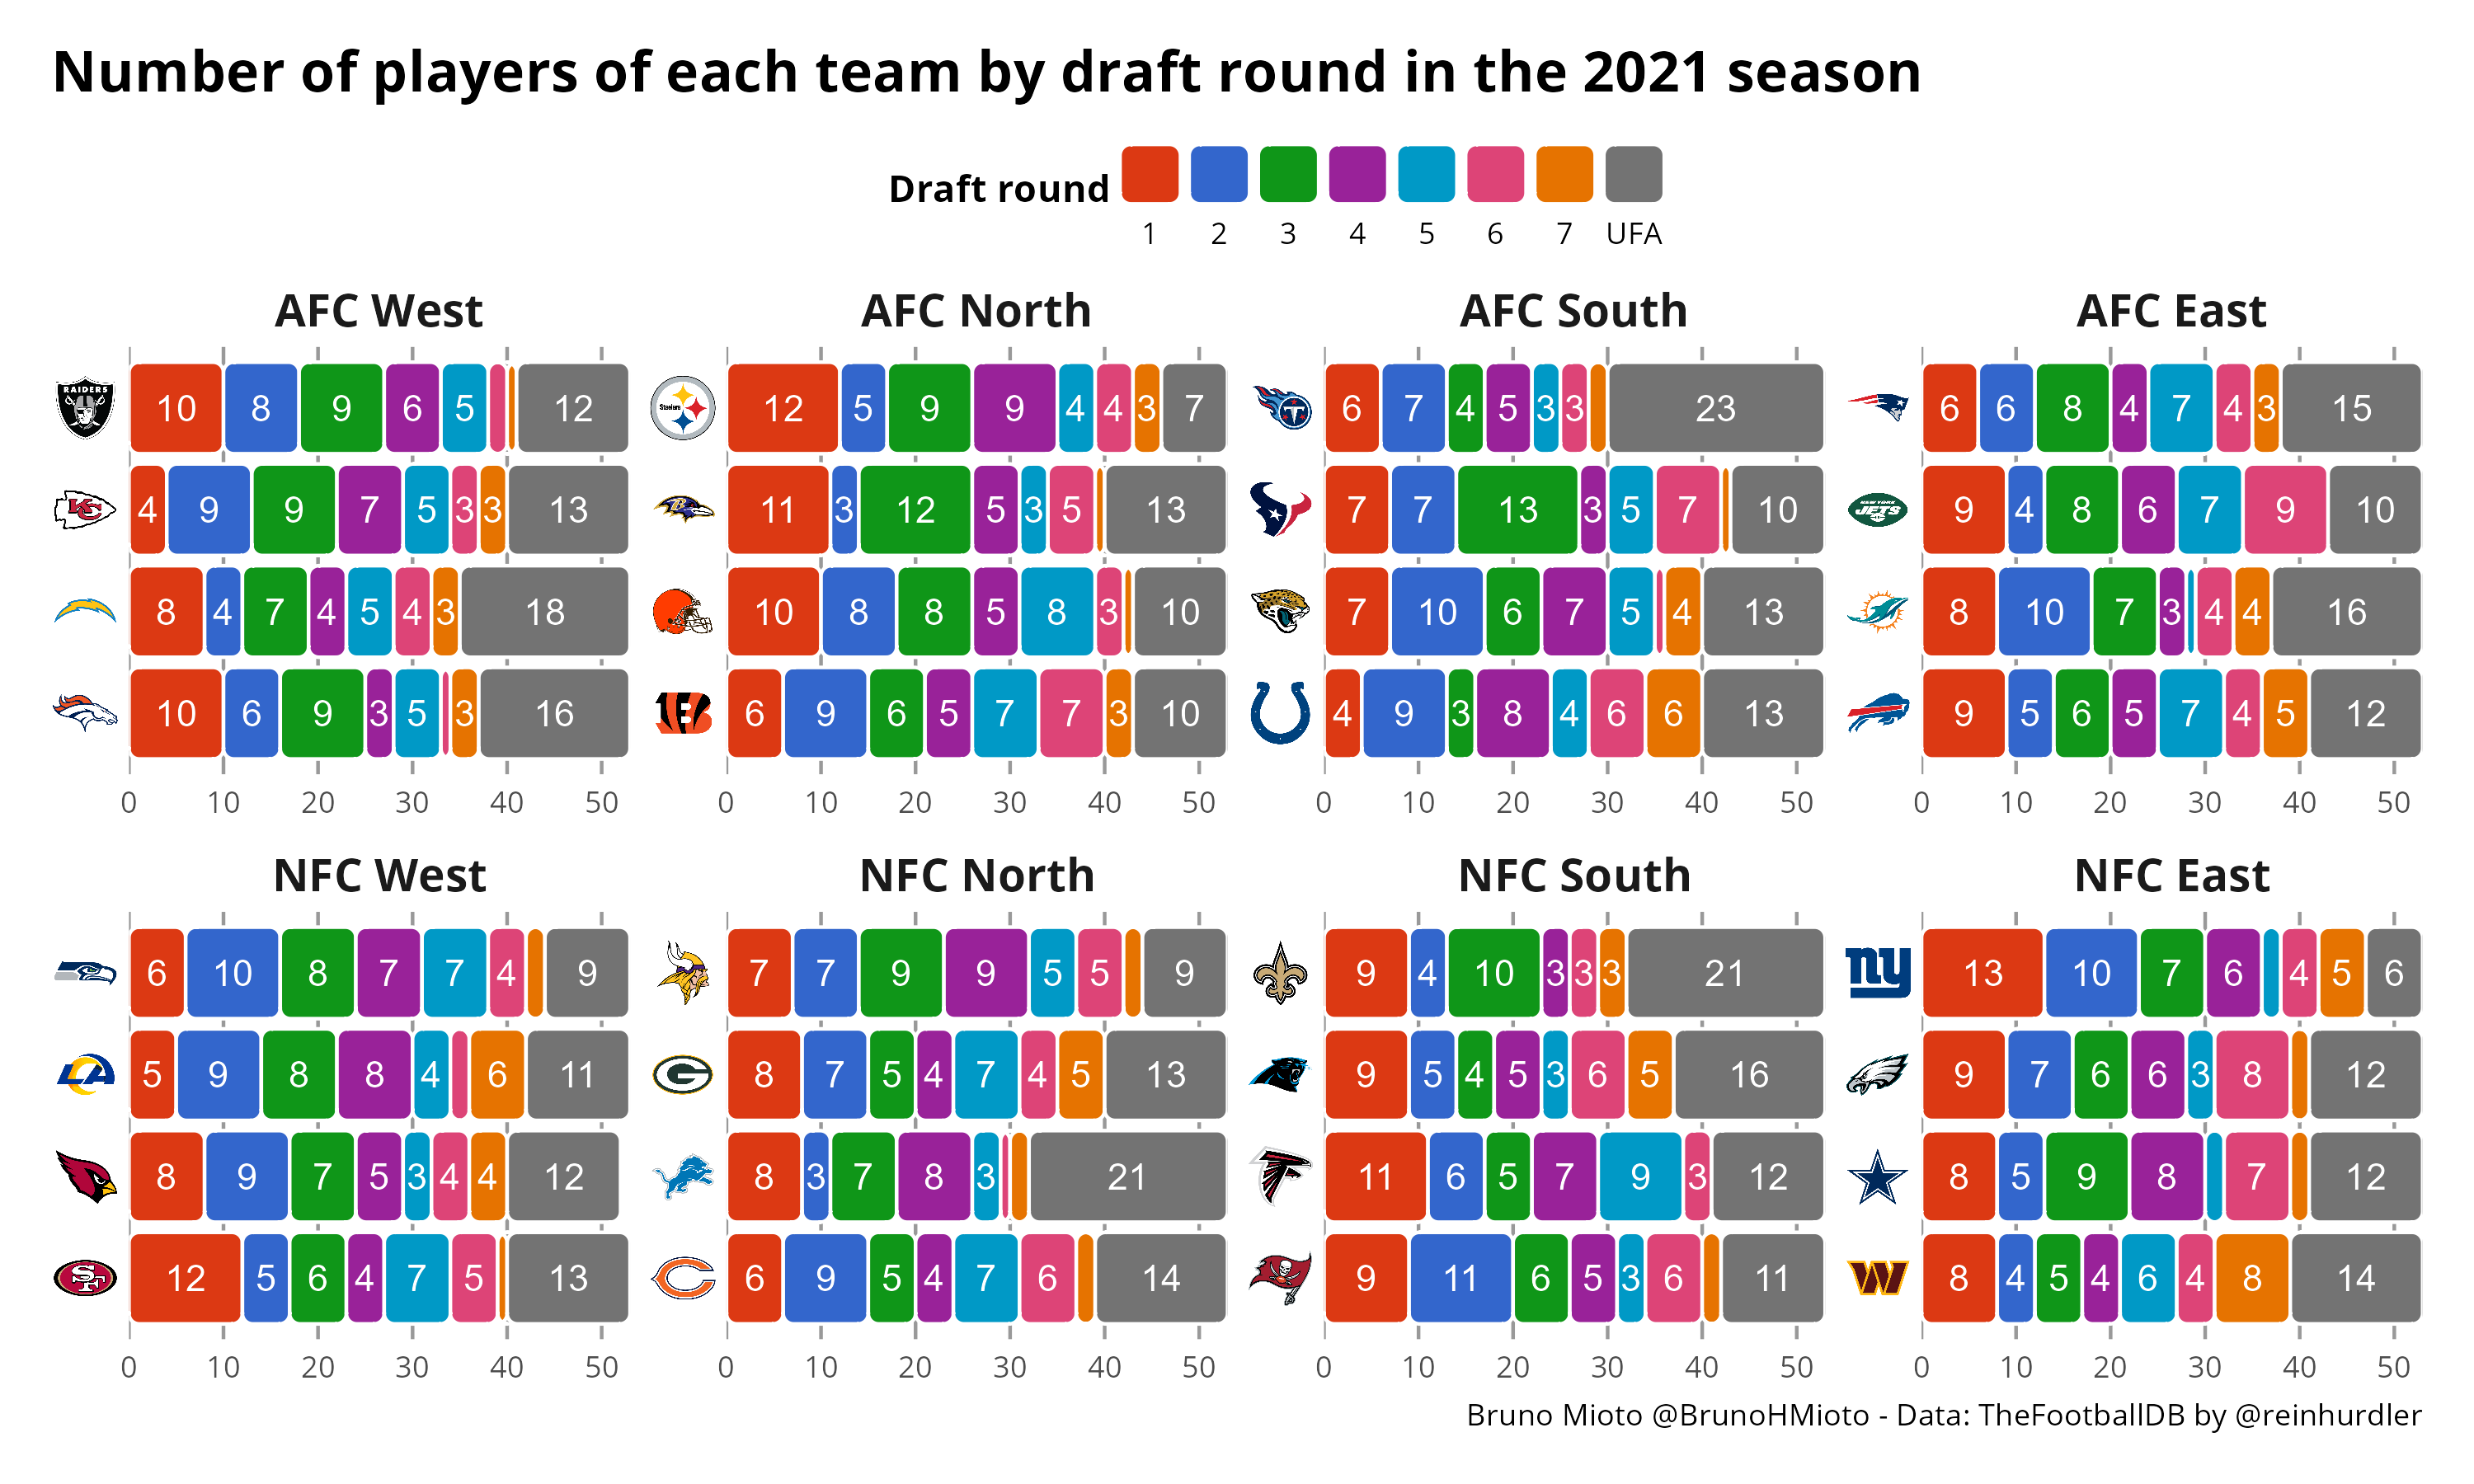 Number of players of each team by draft round in the 2021 season
Draft round
1 2 3 4 5 6 7 UFA
AFC West AFC North AFC South AFC East
RAIDERS 10 8 9 6 5 12 Steelers 12 5 9 9 4 4 3 7 T 6 7 4 5 3 3 23 6 6 8 4 7 4 3 15
KC 4 9 9 7 5 3 3 13 B 11 3 12 5 3 5 13 7 7 13 3 5 7 10 NEW YORK JETS 9 4 8 6 7 9 10
8 4 7 4 5 4 3 18 10 8 8 5 8 3 10 7 10 6 7 5 4 13 8 10 7 3 4 4 16
10 6 9 3 5 3 16 B 6 9 6 5 7 7 3 10 4 9 3 8 4 6 6 13 9 5 6 5 7 4 5 12
0 10 20 30 40 50 0 10 20 30 40 50 0 10 20 30 40 50 0 10 20 30 40 50
NFC West NFC North NFC South NFC East
6 10 8 7 7 4 9 7 7 9 9 5 5 9 9 4 10 3 3 3 21 ny 13 10 7 6 4 5 6
LA 5 9 8 8 4 6 11 G 8 7 5 4 7 4 5 13 9 5 4 5 3 6 5 16 9 7 6 6 3 8 12
8 9 7 5 3 4 4 12 8 3 7 8 3 21 11 6 5 7 9 3 12 8 5 9 8 7 12
SF 12 5 6 4 7 5 13 C 6 9 5 4 7 6 14 9 11 6 5 3 6 11 W 8 4 5 4 6 4 8 14
0 10 20 30 40 50 0 10 20 30 40 50 0 10 20 30 40 50 0 10 20 30 40 50
Bruno Mioto @BrunoHMioto - Data: TheFootballDB by @reinhurdler